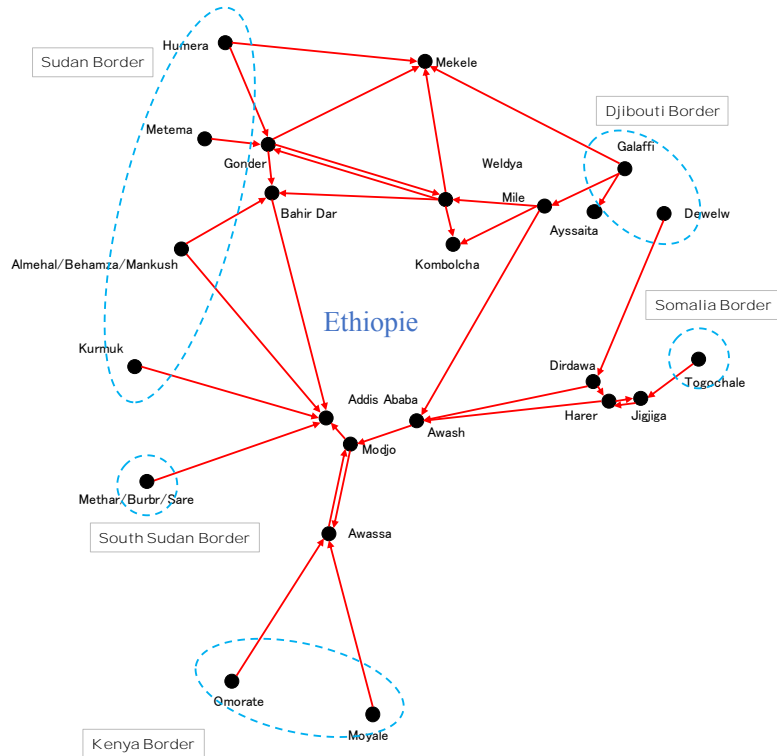 Humera
Sudan Border
Mekele
Djibouti Border
Metema
Galaffi
Gonder
Weldya
Mile
Bahir Dar
Ayssaita
Dewelw
Kombolcha
Almehal/Behamza/Mankush
Somalia Border
Ethiopie
Kurmuk
Dirdawa
Togochale
Addis Ababa
Harer
Jigjiga
Awash
Modjo
Methar/Burbr/Sare
South Sudan Border
Awassa
Omorate
Moyale
Kenya Border